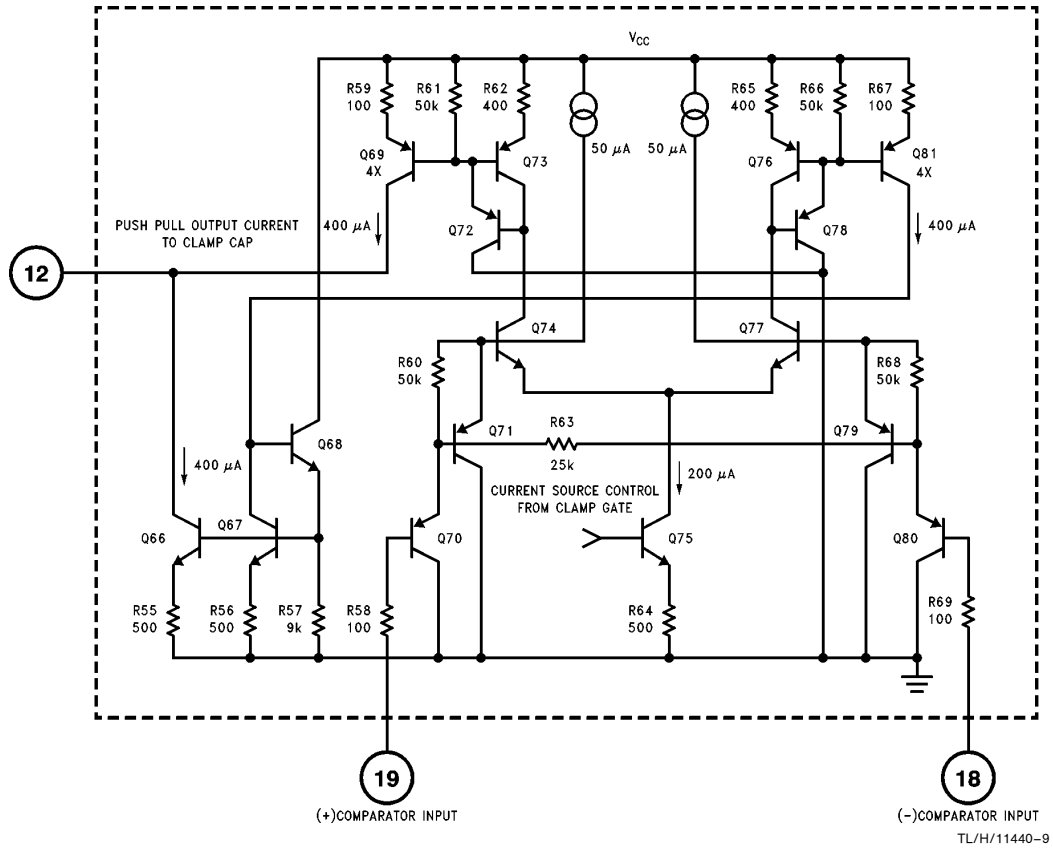 VCC
R59
100
R61
50k
R62
400
50 µA
50 µA
R65
400
R66
50k
R67
100
Q69
4X
Q73
Q76
Q81
4X
PUSH PULL OUTPUT CURRENT
TO CLAMP CAP
400 µA
Q72
Q78
400 µA
12
Q74
Q77
R60
50k
R68
50k
Q71
R63
25k
Q79
Q68
400 µA
CURRENT SOURCE CONTROL
FROM CLAMP GATE
200 µA
Q66
Q67
Q70
Q75
Q80
R55
500
R56
500
R57
9k
R58
100
R64
500
R69
100
19
(+)COMPARATOR INPUT
18
(-)COMPARATOR INPUT
TL/H/11440–9